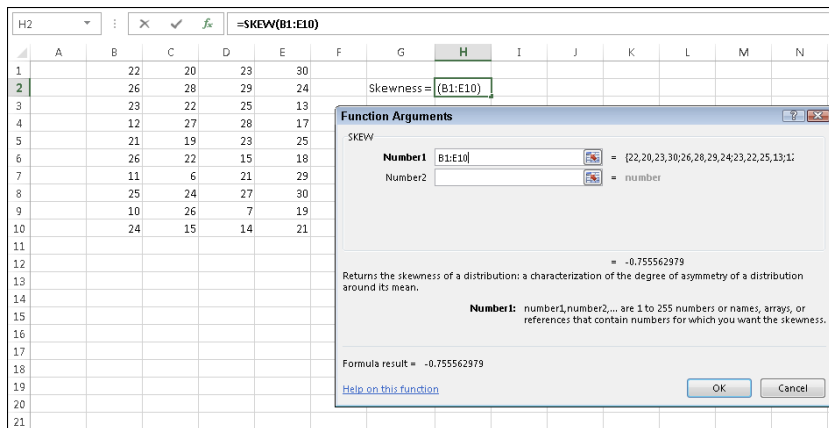 H2 =SKEW(B1:E10)
A B C D E F G H I J K L M N
1 22 20 23 30
2 26 28 29 24 Skewness = (B1:E10)
3 23 22 25 13
4 12 27 28 17
5 21 19 23 25
6 26 22 15 18
7 11 6 21 29
8 25 24 27 30
9 10 26 7 19
10 24 15 14 21
11
12
13
14
15
16
17
18
19
20
21
Function Arguments
SKEW
Number1 B1:E10 = {22,20,23,30;26,28,29,24;23,22,25,13;12
Number2 = number
= -0.755562979
Returns the skewness of a distribution: a characterization of the degree of asymmetry of a distribution
around its mean.
Number1: number1,number2,... are 1 to 255 numbers or names, arrays, or
references that contain numbers for which you want the skewness.
Formula result = -0.755562979
Help on this function
OK Cancel